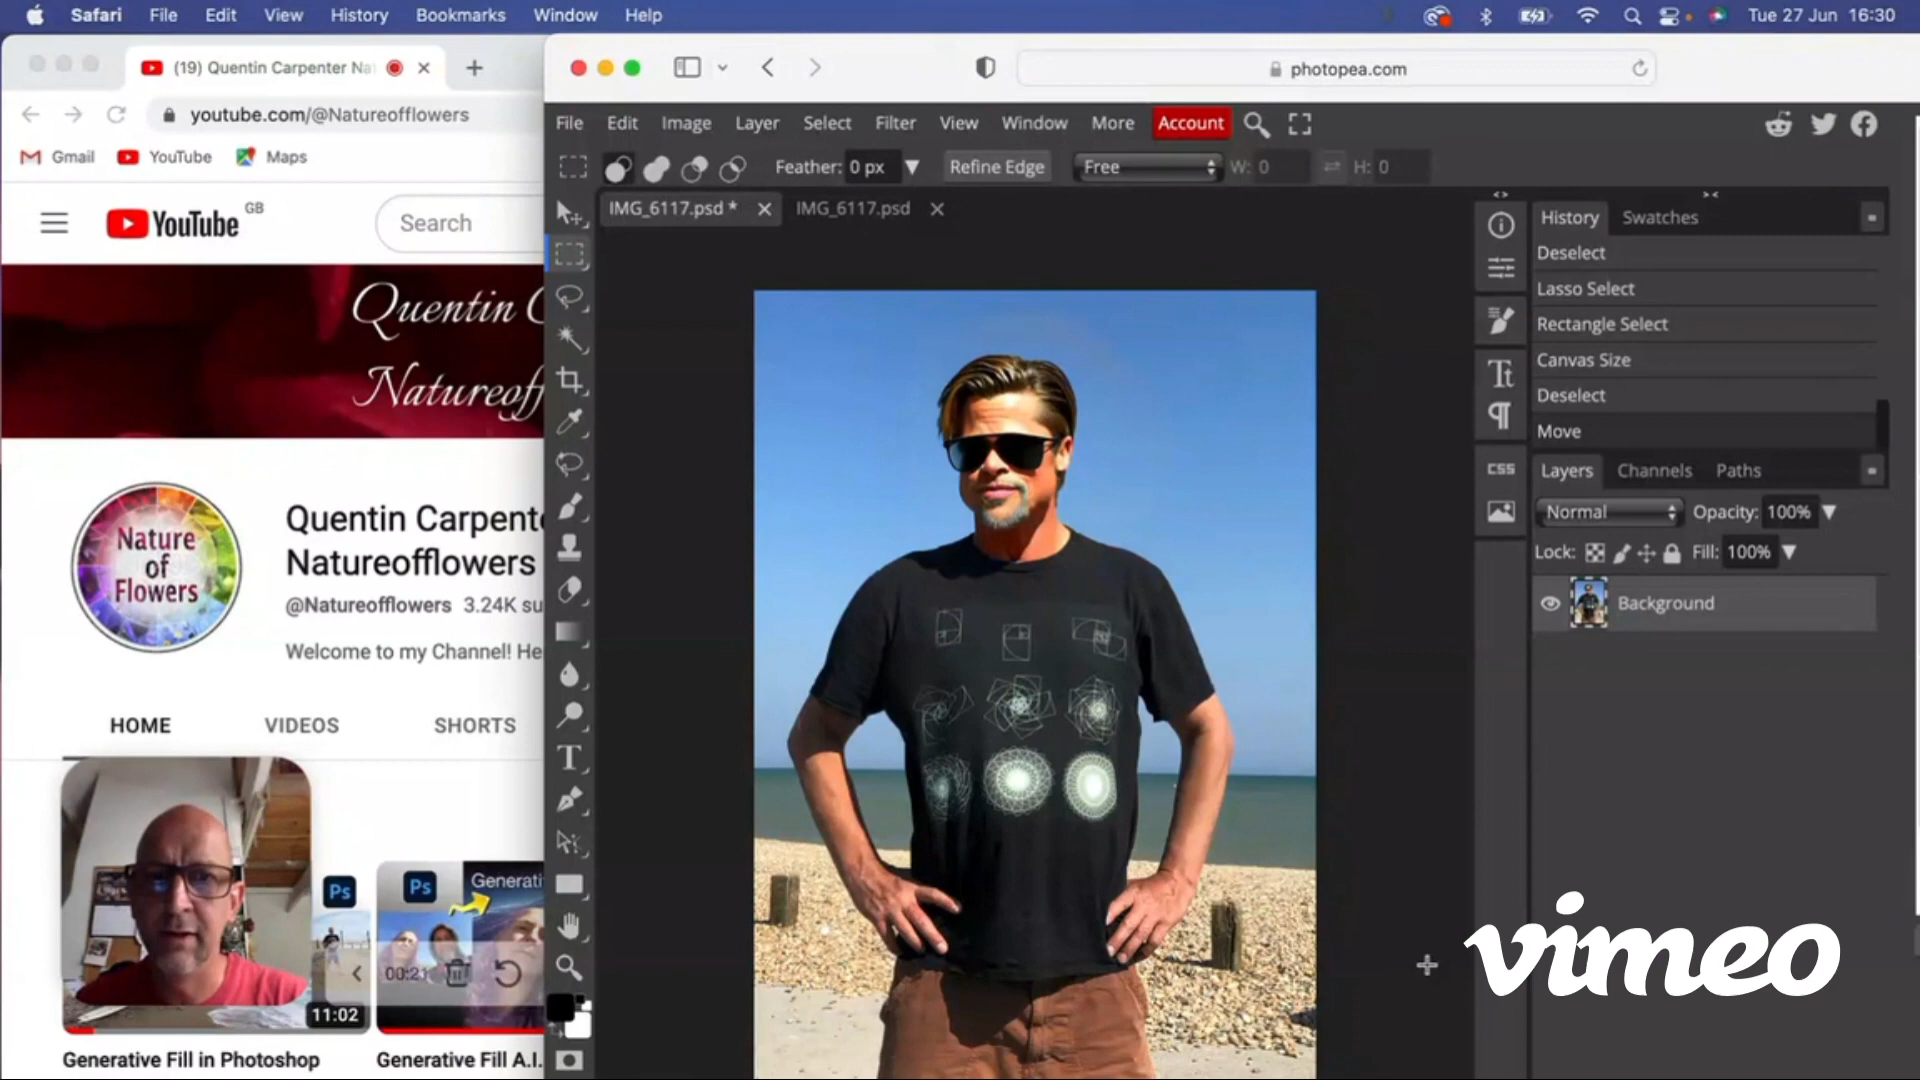 Safari File Edit View History Bookmarks Window Help Tue 27 Jun 16:30
(19) Quentin Carpenter Na
photopea.com
youtube.com/@Natureofflowers
Gmail YouTube Maps
File Edit Image Layer Select Filter View Window More Account
Feather: 0 px Refine Edge Free W: 0 H: 0
YouTube GB
Search
IMG_6117.psd * IMG_6117.psd
History Swatches
Deselect
Lasso Select
Rectangle Select
Canvas Size
Deselect
Move
Layers Channels Paths
Normal Opacity: 100%
Lock: Fill: 100%
Background
CSS
Quentin C
Natureoff
Nature
of
Flowers
Quentin Carpente
Natureofflowers
@Natureofflowers 3.24K su
Welcome to my Channel! He
HOME VIDEOS SHORTS
Ps
Ps
Generati
00:21
11:02
Generative Fill in Photoshop
Generative Fill A.I.
vimeo